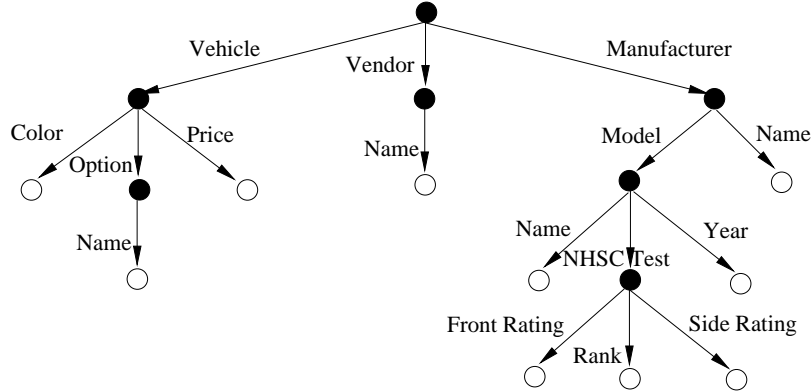 Vehicle
Vendor
Manufacturer
Color
Option
Price
Name
Model
Name
Name
Name
NHSC Test
Year
Front Rating
Rank
Side Rating